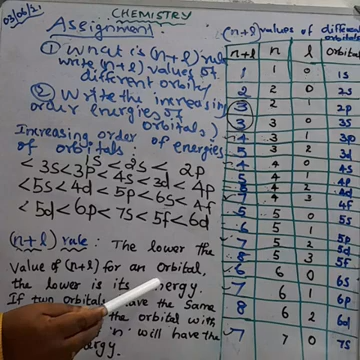 03/06/21
CHEMISTRY
Assignment
① What is (n+l) rule
write (n+l) values of
different orbity
② Write the increasing
order energies of
orbitals)
Increasing order of energies
of orbitals :
1s < 2s < 2p
< 3s < 3p < 4s < 3d < 4p
< 5s < 4d < 5p < 6s < 4f
< 5d < 6p < 7s < 5f < 6d
(n+l) rule : The lower the
value of (n+l) for an orbital,
the lower is its energy.
If two orbitals have the same
the orbital with
'n' will have the
(n+l) values of different
orbitals
n+l n l Orbital
1 1 0 1s
2 2 0 2s
3 2 1 2p
3 3 0 3s
4 3 1 3p
5 3 2 3d
4 4 0 4s
5 4 1 4p
6 4 2 4d
7 4 3 4f
5 5 0 5s
6 5 1 5p
7 5 2 5d
8 5 3 5f
6 6 0 6s
7 6 1 6p
8 6 2 6d
7 7 0 7s